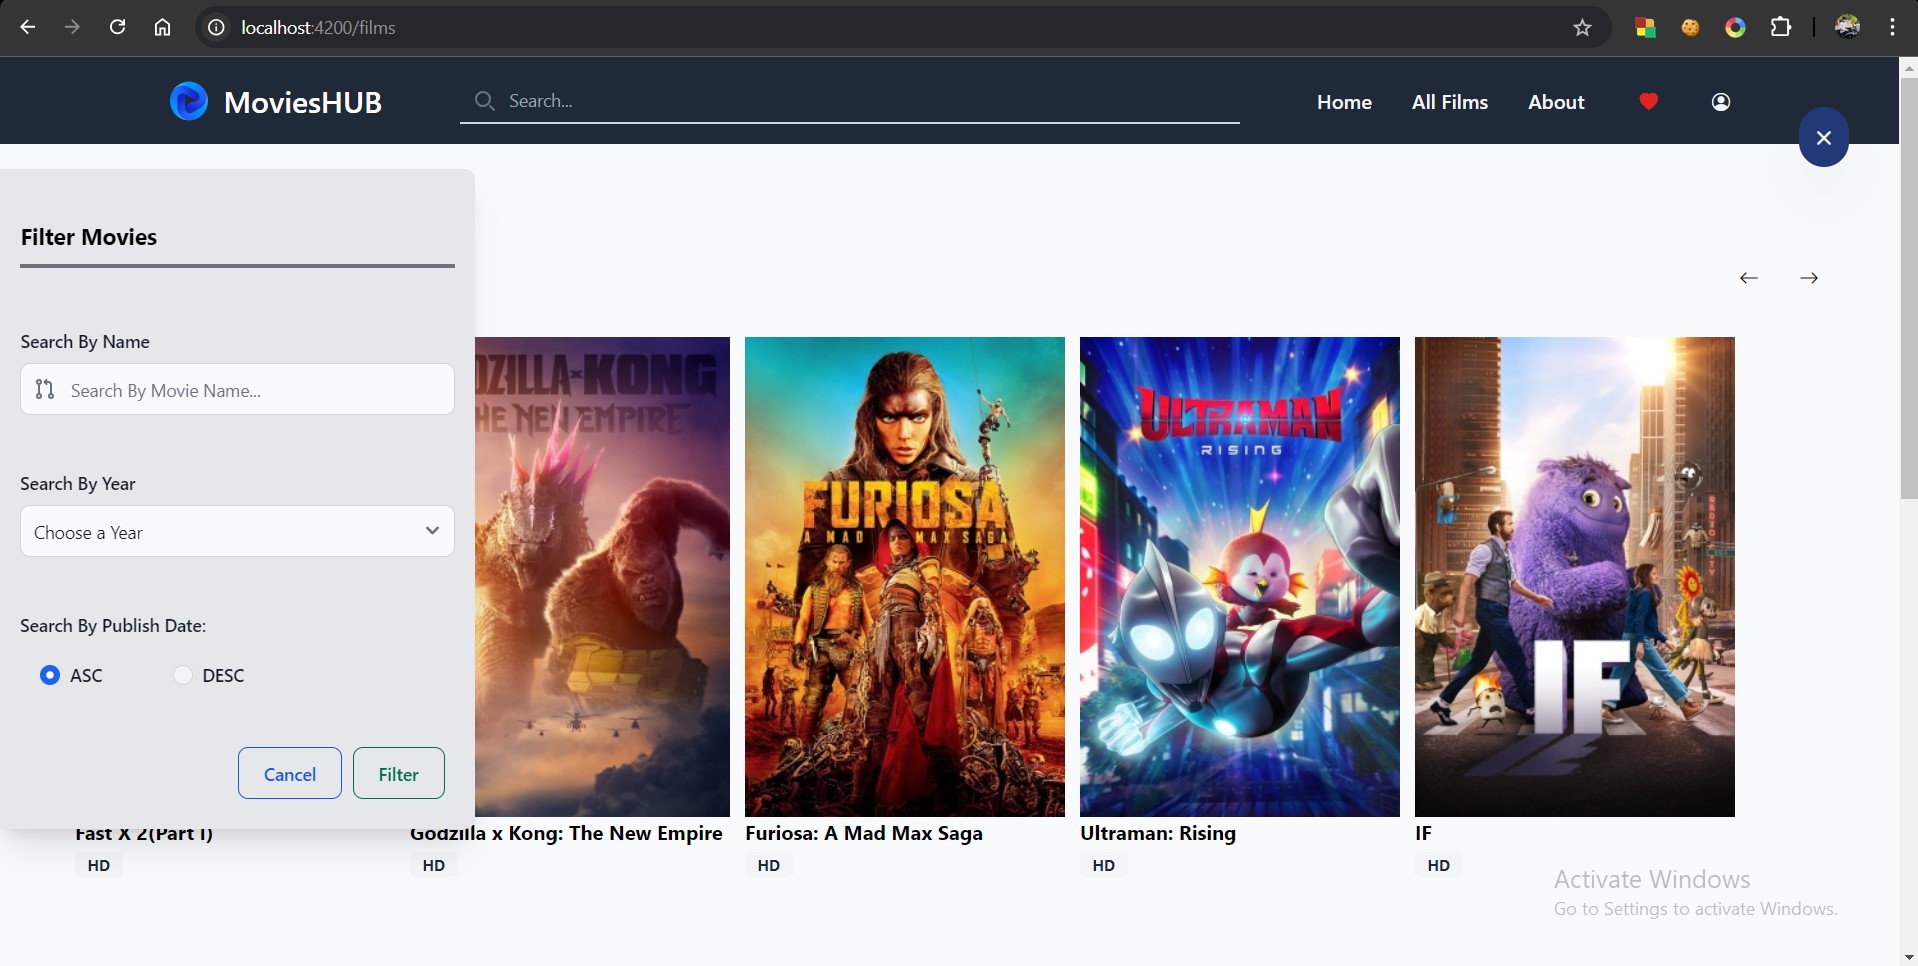 localhost:4200/films
MoviesHUB
Search...
Home
All Films
About
Filter Movies
Search By Name
Search By Movie Name...
Search By Year
Choose a Year
Search By Publish Date:
ASC
DESC
Cancel
Filter
DZILLA x KONG
HE NEW EMPIRE
FURIOSA
A MAD MAX SAGA
ULTRAMAN
RISING
IF
Fast X 2(Part I)
HD
Godzilla x Kong: The New Empire
HD
Furiosa: A Mad Max Saga
HD
Ultraman: Rising
HD
IF
HD
Activate Windows
Go to Settings to activate Windows.